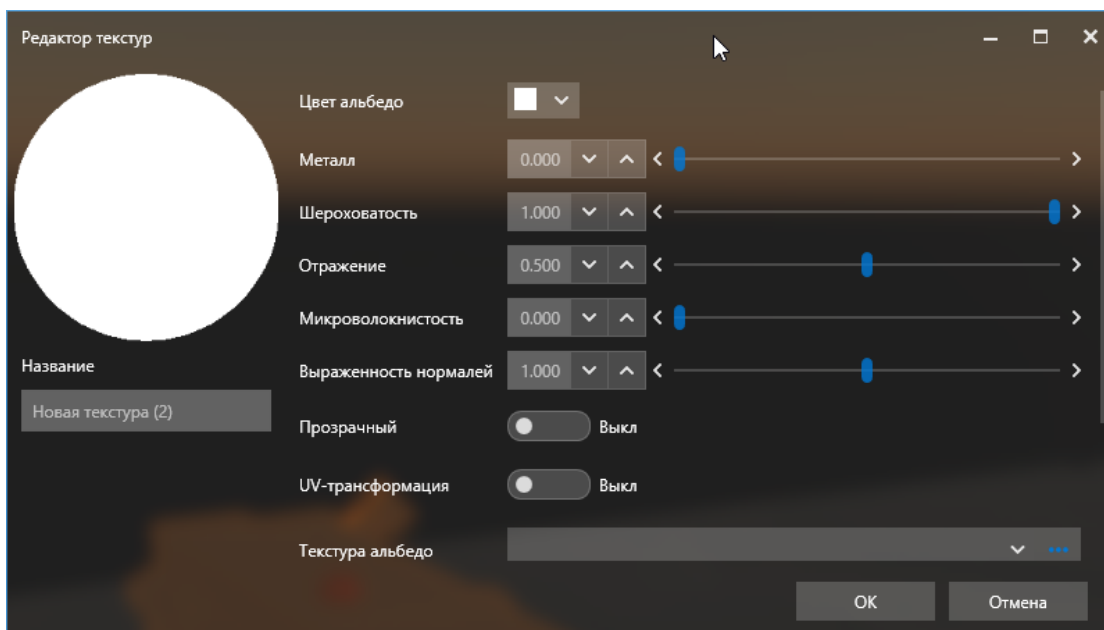 Редактор текстур
Цвет альбедо
Металл 0.000
Шероховатость 1.000
Отражение 0.500
Микроволокнистость 0.000
Название
Выраженность нормалей 1.000
Новая текстура (2)
Прозрачный Выкл
UV-трансформация Выкл
Текстура альбедо
ОК Отмена